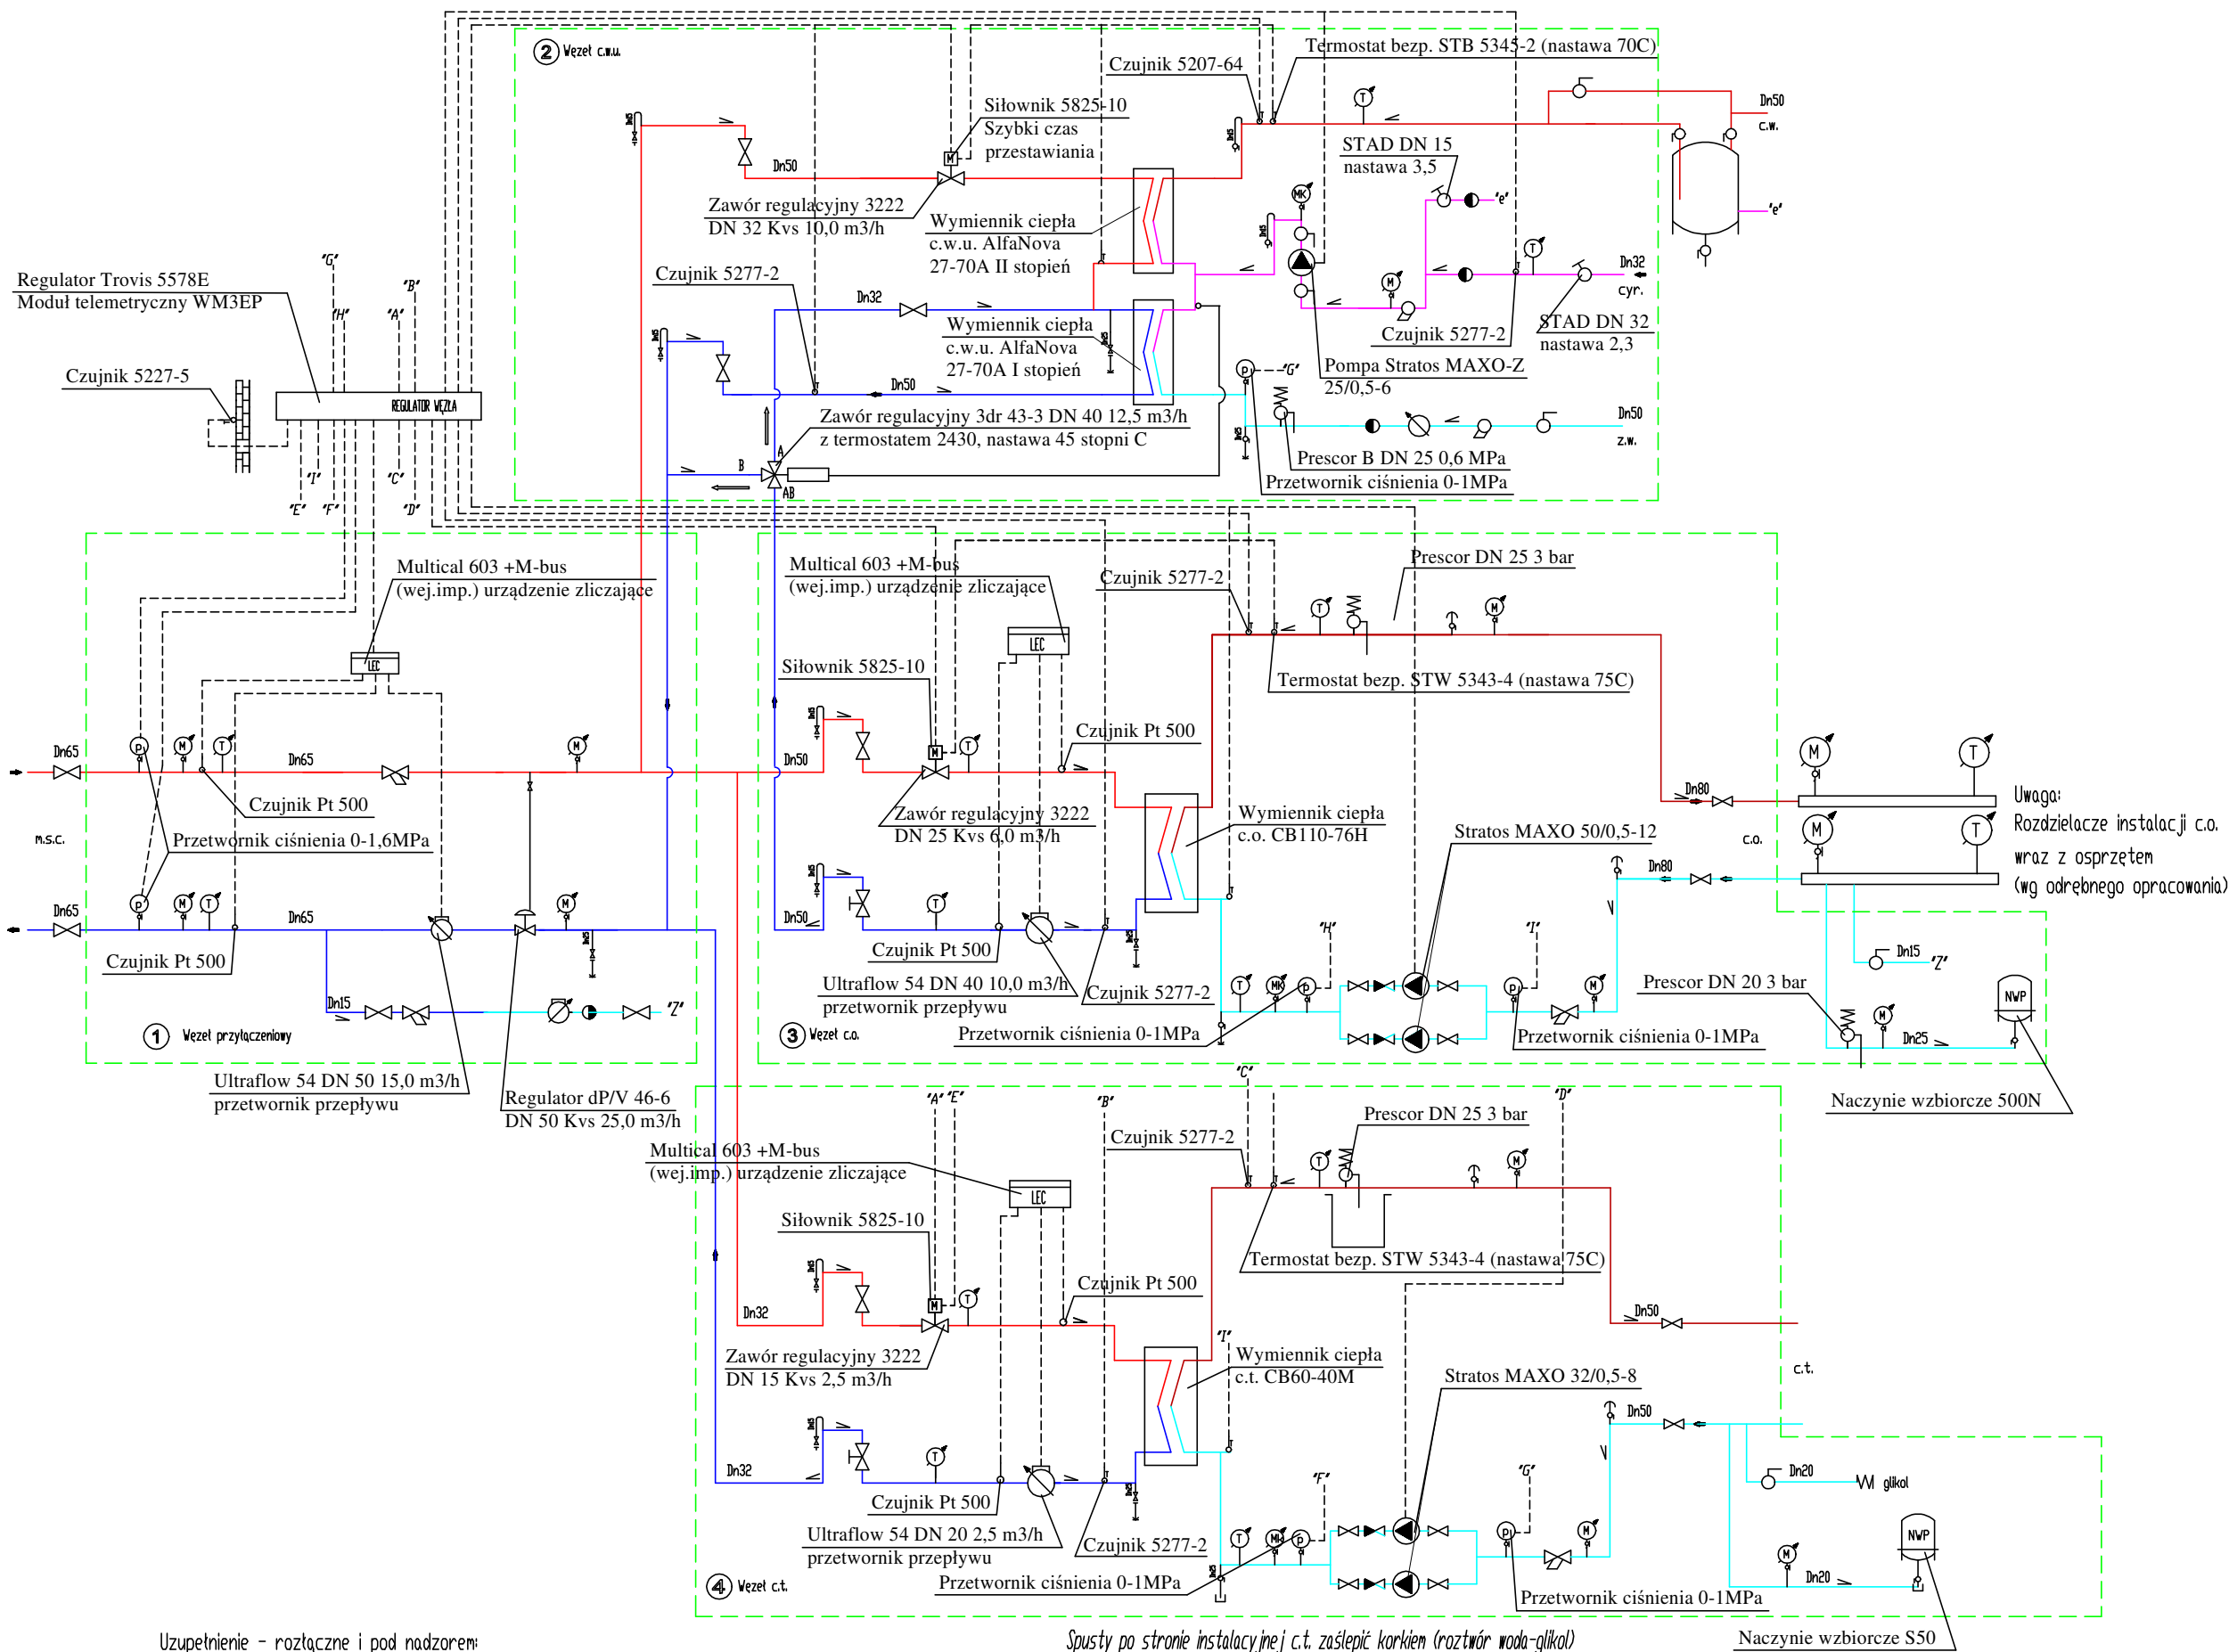 ② Węzeł c.w.u.
Termostat bezp. STB 5345-2 (nastawa 70C)
Czujnik 5207-64
Siłownik 5825-10
Szybki czas
przestawiania
Dn15
Dn15
T
Dn50
c.w.
M
Dn50
STAD DN 15
nastawa 3,5
MK
"e"
"e"
Zawór regulacyjny 3222
DN 32 Kvs 10,0 m3/h
Wymiennik ciepła
c.w.u. AlfaNova
27-70A II stopień
Dn15
T
Dn32
cyr.
Czujnik 5277-2
M
Dn32
Czujnik 5277-2
STAD DN 32
nastawa 2,3
Dn15
Wymiennik ciepła
c.w.u. AlfaNova
27-70A I stopień
Dn25
Pompa Stratos MAXO-Z
25/0,5-6
p
"G"
Dn50
Zawór regulacyjny 3dr 43-3 DN 40 12,5 m3/h
z termostatem 2430, nastawa 45 stopni C
Dn50
z.w.
Dn25
A
B
AB
Prescor B DN 25 0,6 MPa
Przetwornik ciśnienia 0-1MPa
Regulator Trovis 5578E
Moduł telemetryczny WM3EP
"G"
"B"
"H"
"A"
Czujnik 5227-5
REGULATOR WĘZŁA
"I"
"C"
"E"
"F"
"D"
Multical 603 +M-bus
(wej.imp.) urządzenie zliczające
LEC
Dn65
p
M
T
Dn65
M
Czujnik Pt 500
m.s.c.
Przetwornik ciśnienia 0-1,6MPa
Dn65
p
M
T
Dn65
M
Dn25
Czujnik Pt 500
Dn15
"Z"
① Węzeł przyłączeniowy
Ultraflow 54 DN 50 15,0 m3/h
przetwornik przepływu
Regulator dP/V 46-6
DN 50 Kvs 25,0 m3/h
Multical 603 +M-bus
(wej.imp.) urządzenie zliczające
Czujnik 5277-2
Prescor DN 25 3 bar
LEC
T
M
Siłownik 5825-10
Termostat bezp. STW 5343-4 (nastawa 75C)
Dn15
Dn50
M
T
Czujnik Pt 500
Zawór regulacyjny 3222
DN 25 Kvs 6,0 m3/h
Wymiennik ciepła
c.o. CB110-76H
Stratos MAXO 50/0,5-12
Dn80
M
T
Uwaga:
Rozdzielacze instalacji c.o.
wraz z osprzętem
(wg odrębnego opracowania)
c.o.
M
T
Dn80
Dn15
Dn50
T
Dn25
Czujnik Pt 500
Ultraflow 54 DN 40 10,0 m3/h
przetwornik przepływu
Czujnik 5277-2
"H"
"I"
T
MK
p
p
M
Dn15
"Z"
Prescor DN 20 3 bar
NWP
M
Dn25
③ Węzeł c.o.
Przetwornik ciśnienia 0-1MPa
Przetwornik ciśnienia 0-1MPa
Naczynie wzbiorcze 500N
"A"
"E"
"B"
"C"
"D"
Multical 603 +M-bus
(wej.imp.) urządzenie zliczające
Czujnik 5277-2
Prescor DN 25 3 bar
LEC
T
M
Siłownik 5825-10
Termostat bezp. STW 5343-4 (nastawa 75C)
Dn15
Dn32
M
T
Czujnik Pt 500
Dn50
Zawór regulacyjny 3222
DN 15 Kvs 2,5 m3/h
"I"
Wymiennik ciepła
c.t. CB60-40M
Stratos MAXO 32/0,5-8
c.t.
Dn50
Dn15
Dn32
T
Dn25
Czujnik Pt 500
Ultraflow 54 DN 20 2,5 m3/h
przetwornik przepływu
Czujnik 5277-2
"F"
"G"
Dn20
glikol
T
MK
p
p
M
NWP
M
Dn20
Dn25
④ Węzeł c.t.
Przetwornik ciśnienia 0-1MPa
Przetwornik ciśnienia 0-1MPa
Naczynie wzbiorcze S50
Uzupełnienie - rozłączne i pod nadzorem:
Spusty po stronie instalacyjnej c.t. zaślepić korkiem (roztwór woda-glikol)